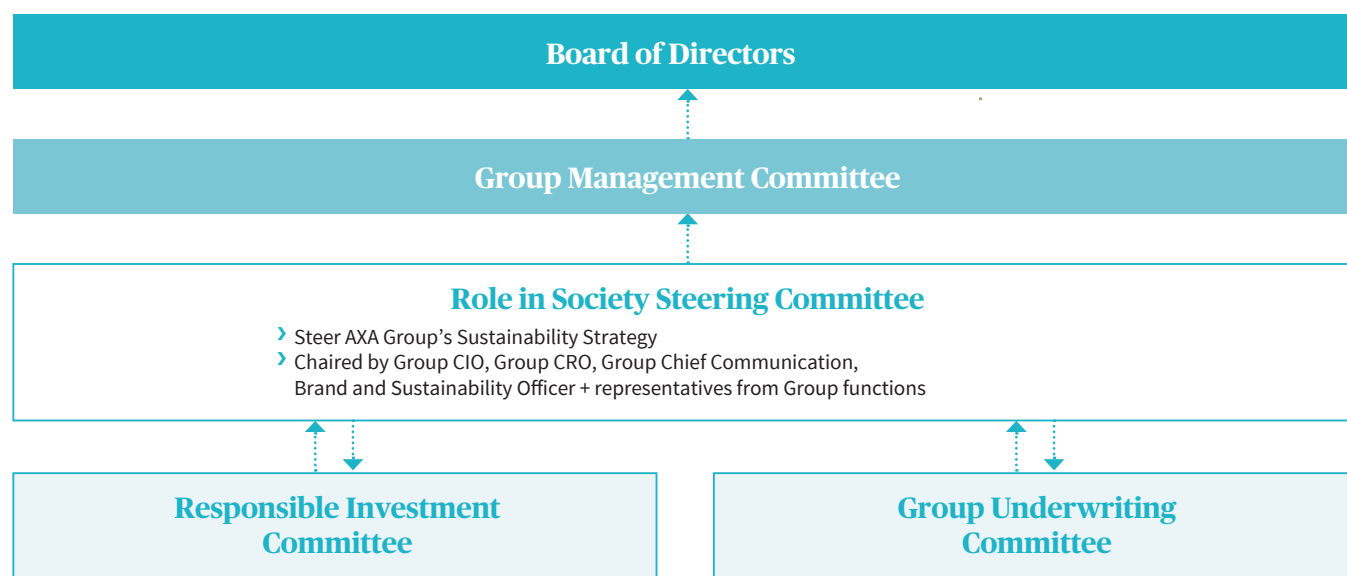 Board of Directors
Group Management Committee
Role in Society Steering Committee
› Steer AXA Group’s Sustainability Strategy
› Chaired by Group CIO, Group CRO, Group Chief Communication,
Brand and Sustainability Officer + representatives from Group functions
Responsible Investment
Committee
Group Underwriting
Committee